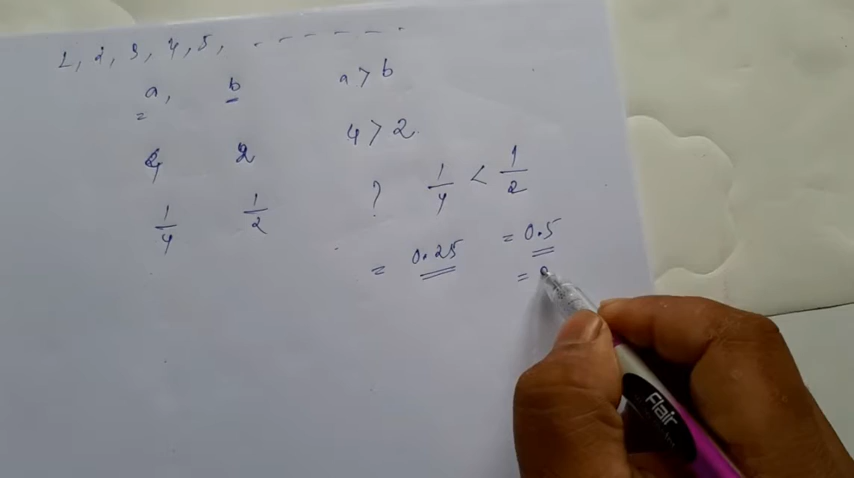 1, 2, 3, 4, 5, - - - - - - - .
a, b a > b
4 2 4 > 2
1/4 1/2 ? 1/4 < 1/2
= 0.25 = 0.5
= 0
Flair